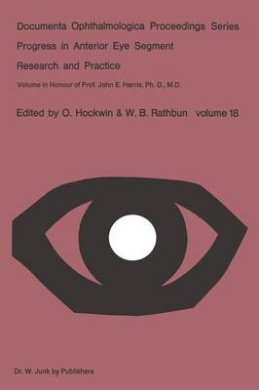 Documenta Ophthalmologica Proceedings Series
Progress in Anterior Eye Segment
Research and Practice
Volume in Honour of Prof. John E. Harris, Ph. D., M.D.
Edited by O. Hockwin & W. B. Rathbun volume 18
Dr. W. Junk bv Publishers